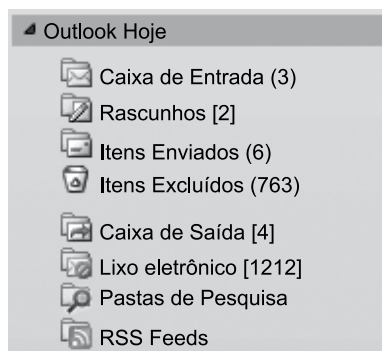 Outlook Hoje
Caixa de Entrada (3)
Rascunhos [2]
Itens Enviados (6)
Itens Excluídos (763)
Caixa de Saída [4]
Lixo eletrônico [1212]
Pastas de Pesquisa
RSS Feeds